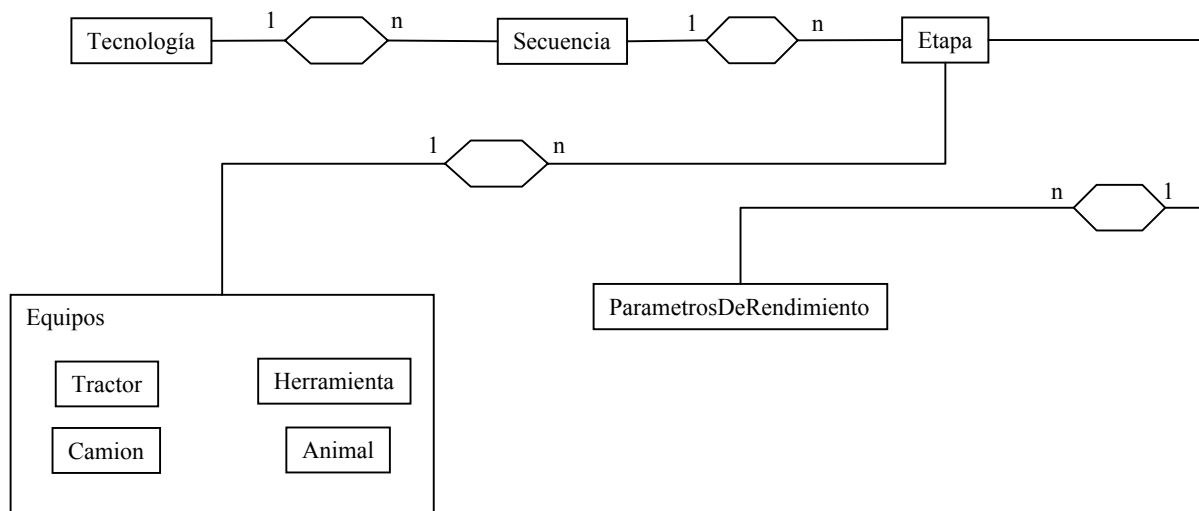 1
n
1
n
Tecnología
Secuencia
Etapa
1
n
n
1
Equipos
ParametrosDeRendimiento
Tractor
Herramienta
Camion
Animal